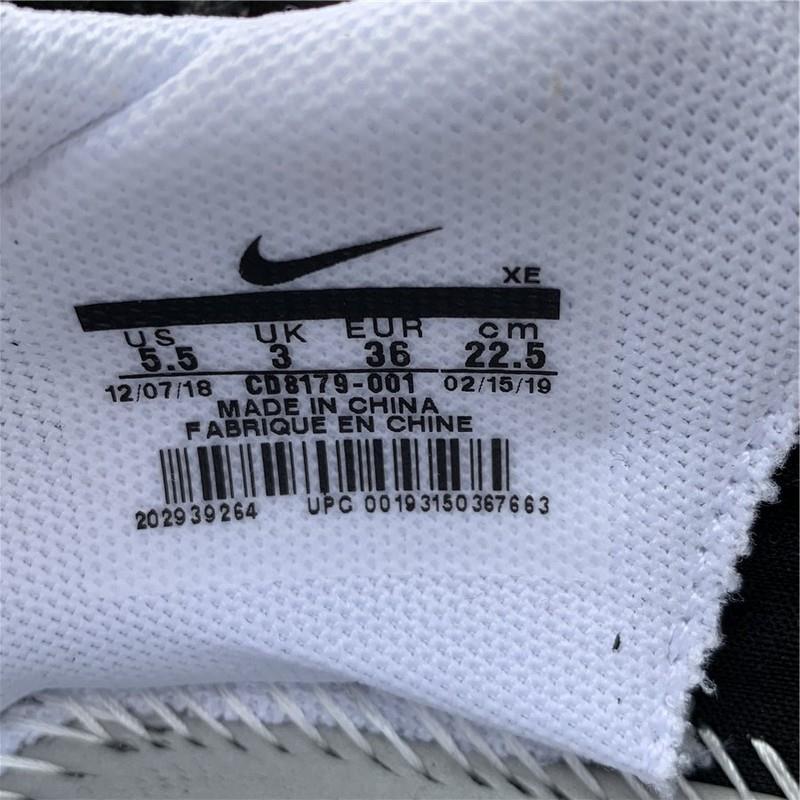 XE
US UK EUR cm
5.5 3 36 22.5
12/07/18 CD8179-001 02/15/19
MADE IN CHINA
FABRIQUE EN CHINE
202939264 UPC 00193150367663